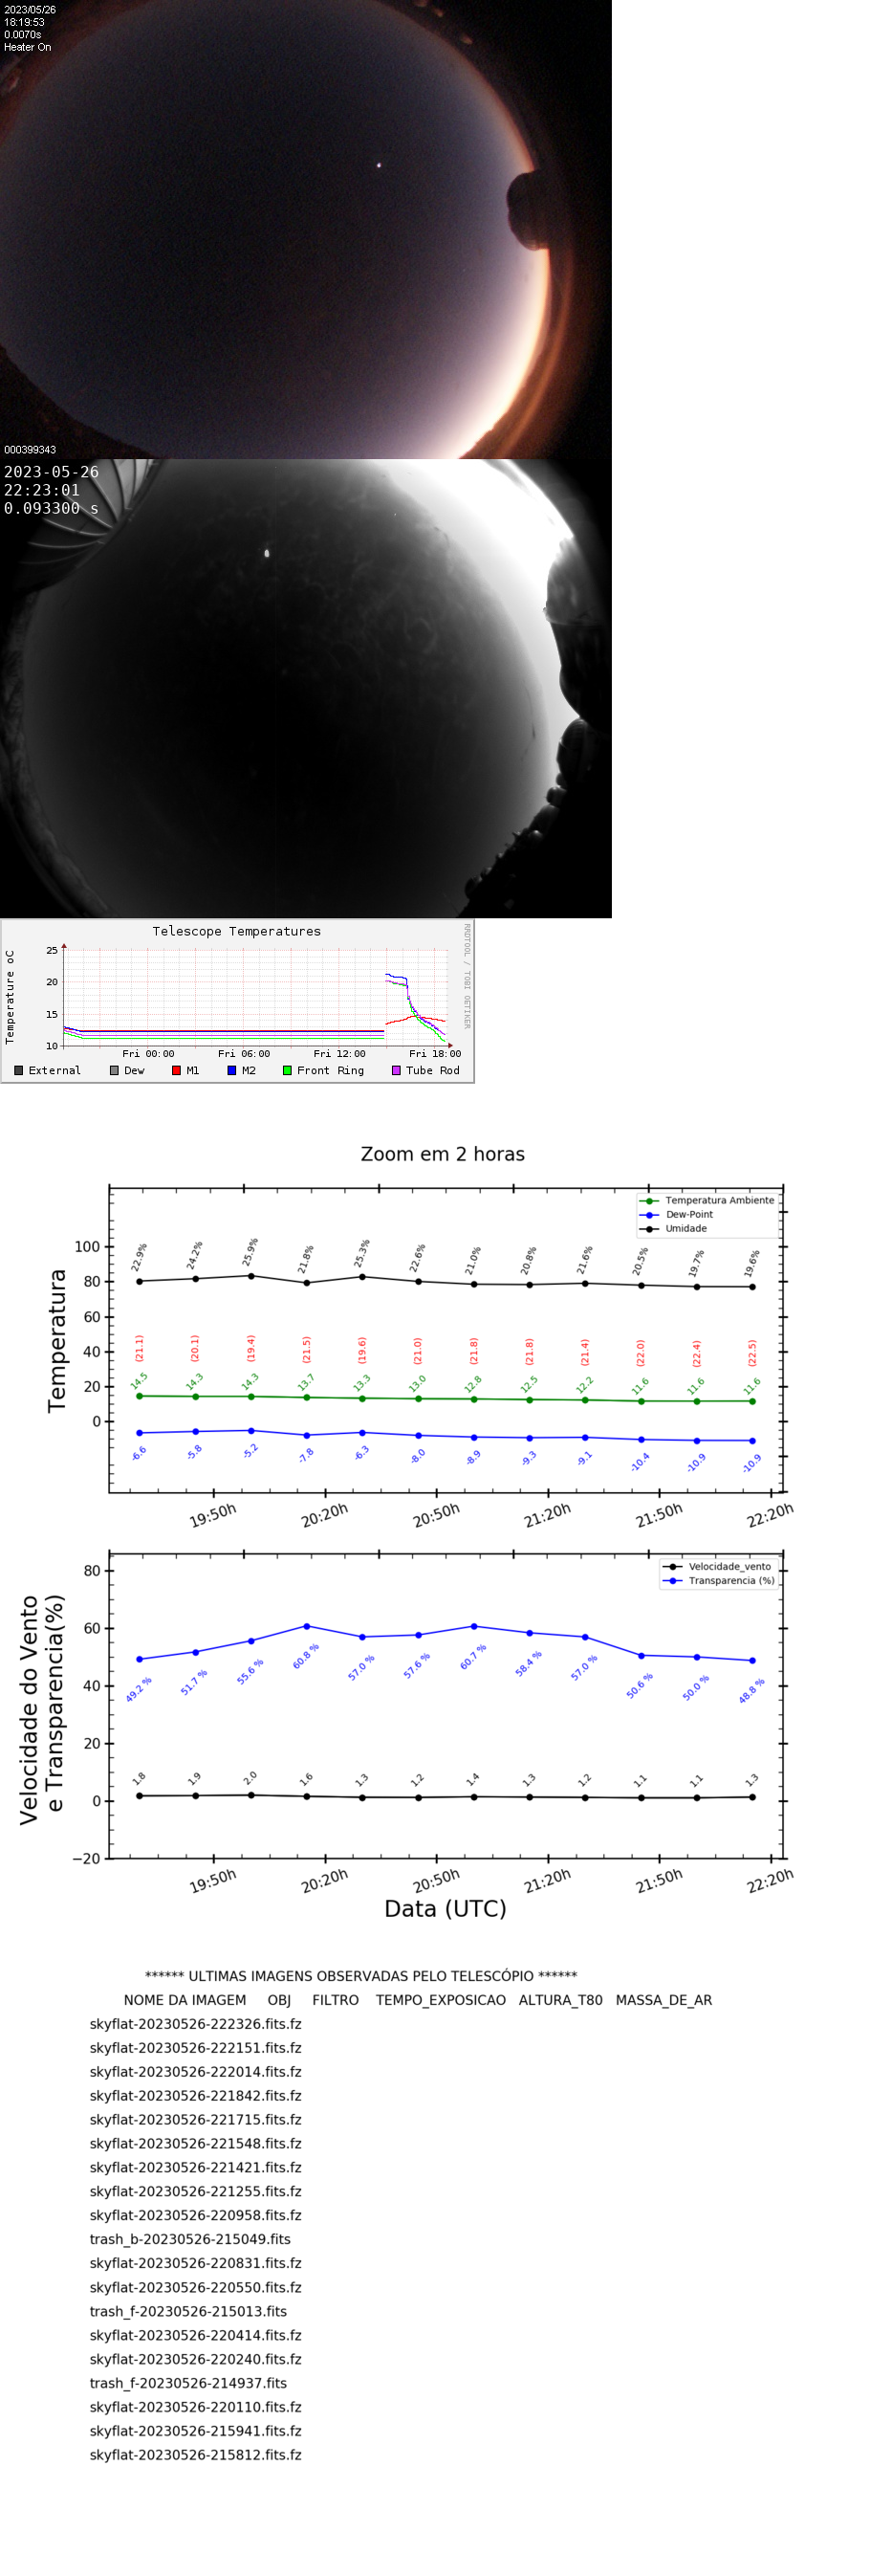 2023/05/26
18:19:53
0.0070s
Heater On
000399343
2023-05-26
22:23:01
0.093300 s
Telescope Temperatures
Temperature oC
25
20
15
10
Fri 00:00 Fri 06:00 Fri 12:00 Fri 18:00
External Dew M1 M2 Front Ring Tube Rod
RRDTOOL / TOBI OETIKER
Zoom em 2 horas
Temperatura
Temperatura Ambiente
Dew-Point
Umidade
100
80
60
40
20
0
22.9% 24.2% 25.9% 21.8% 25.3% 22.6% 21.0% 20.8% 21.6% 20.5% 19.7% 19.6%
(21.1) (20.1) (19.4) (21.5) (19.6) (21.0) (21.8) (21.8) (21.4) (22.0) (22.4) (22.5)
14.5 14.3 14.3 13.7 13.3 13.0 12.8 12.5 12.2 11.6 11.6 11.6
-6.6 -5.8 -5.2 -7.8 -6.3 -8.0 -8.9 -9.3 -9.1 -10.4 -10.9 -10.9
19:50h 20:20h 20:50h 21:20h 21:50h 22:20h
Velocidade do Vento
e Transparencia(%)
Velocidade_vento
Transparencia (%)
80
60
40
20
0
−20
49.2 % 51.7 % 55.6 % 60.8 % 57.0 % 57.6 % 60.7 % 58.4 % 57.0 % 50.6 % 50.0 % 48.8 %
1.8 1.9 2.0 1.6 1.3 1.2 1.4 1.3 1.2 1.1 1.1 1.3
19:50h 20:20h 20:50h 21:20h 21:50h 22:20h
Data (UTC)
****** ULTIMAS IMAGENS OBSERVADAS PELO TELESCÓPIO ******
NOME DA IMAGEM OBJ FILTRO TEMPO_EXPOSICAO ALTURA_T80 MASSA_DE_AR
skyflat-20230526-222326.fits.fz
skyflat-20230526-222151.fits.fz
skyflat-20230526-222014.fits.fz
skyflat-20230526-221842.fits.fz
skyflat-20230526-221715.fits.fz
skyflat-20230526-221548.fits.fz
skyflat-20230526-221421.fits.fz
skyflat-20230526-221255.fits.fz
skyflat-20230526-220958.fits.fz
trash_b-20230526-215049.fits
skyflat-20230526-220831.fits.fz
skyflat-20230526-220550.fits.fz
trash_f-20230526-215013.fits
skyflat-20230526-220414.fits.fz
skyflat-20230526-220240.fits.fz
trash_f-20230526-214937.fits
skyflat-20230526-220110.fits.fz
skyflat-20230526-215941.fits.fz
skyflat-20230526-215812.fits.fz